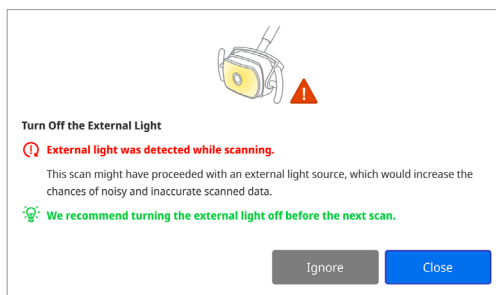 Turn Off the External Light
External light was detected while scanning.
This scan might have proceeded with an external light source, which would increase the
chances of noisy and inaccurate scanned data.
We recommend turning the external light off before the next scan.
Ignore
Close